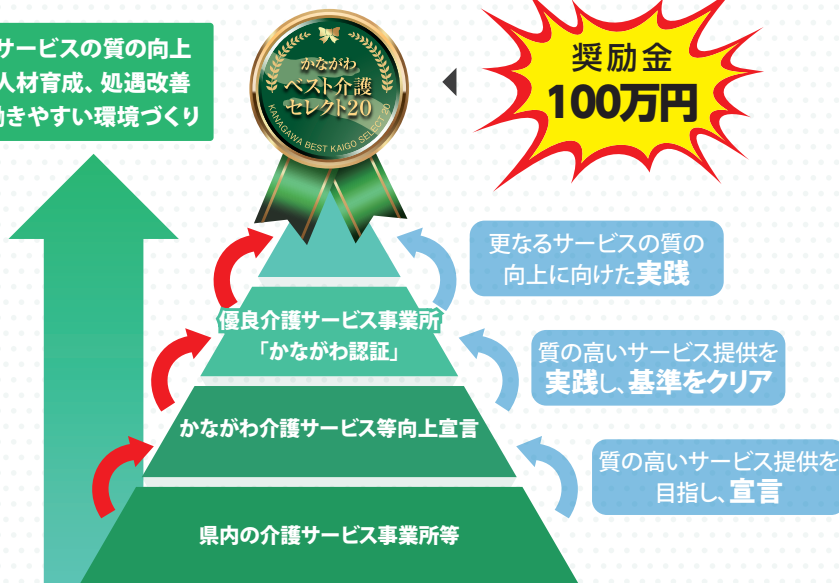 サービスの質の向上
人材育成、処遇改善
働きやすい環境づくり
かながわ
ベスト介護
セレクト20
KANAGAWA BEST KAIGO SELECT 20
奨励金
100万円
更なるサービスの質の
向上に向けた実践
優良介護サービス事業所
「かながわ認証」
質の高いサービス提供を
実践し、基準をクリア
かながわ介護サービス等向上宣言
質の高いサービス提供を
目指し、宣言
県内の介護サービス事業所等